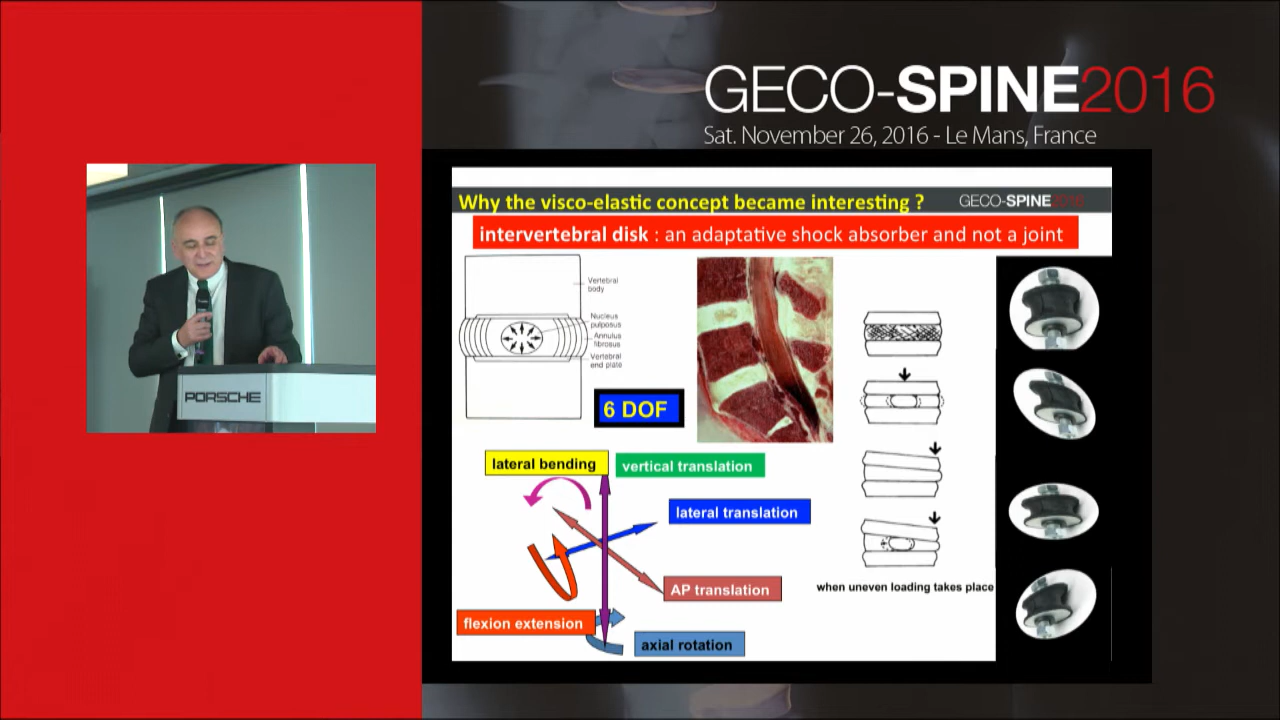 GECO-SPINE2016
Sat. November 26, 2016 - Le Mans, France
Why the visco-elastic concept became interesting ?
GECO-SPINE2016
intervertebral disk : an adaptative shock absorber and not a joint
Vertebral
body
Nucleus
pulposus
Annulus
fibrosus
Vertebral
end plate
6 DOF
lateral bending
vertical translation
lateral translation
AP translation
flexion extension
axial rotation
when uneven loading takes place
PORSCHE